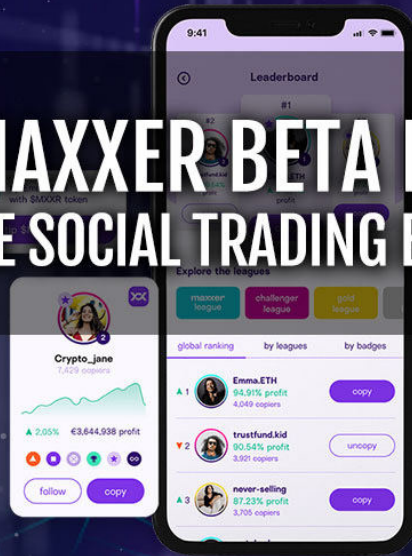 9:41
Leaderboard
#1
#2
MAXXER BETA
with $MXXR token
profit
E SOCIAL TRADING
Explore the leagues
maxxer league
challenger league
gold league
global ranking
by leagues
by badges
Crypto_jane
7,429 copiers
2,05%
€3,644,938 profit
follow
copy
1
Emma.ETH
94.91% profit
4,049 copiers
copy
2
trustfund.kid
90.54% profit
3,921 copiers
uncopy
3
never-selling
87.23% profit
3,705 copiers
copy